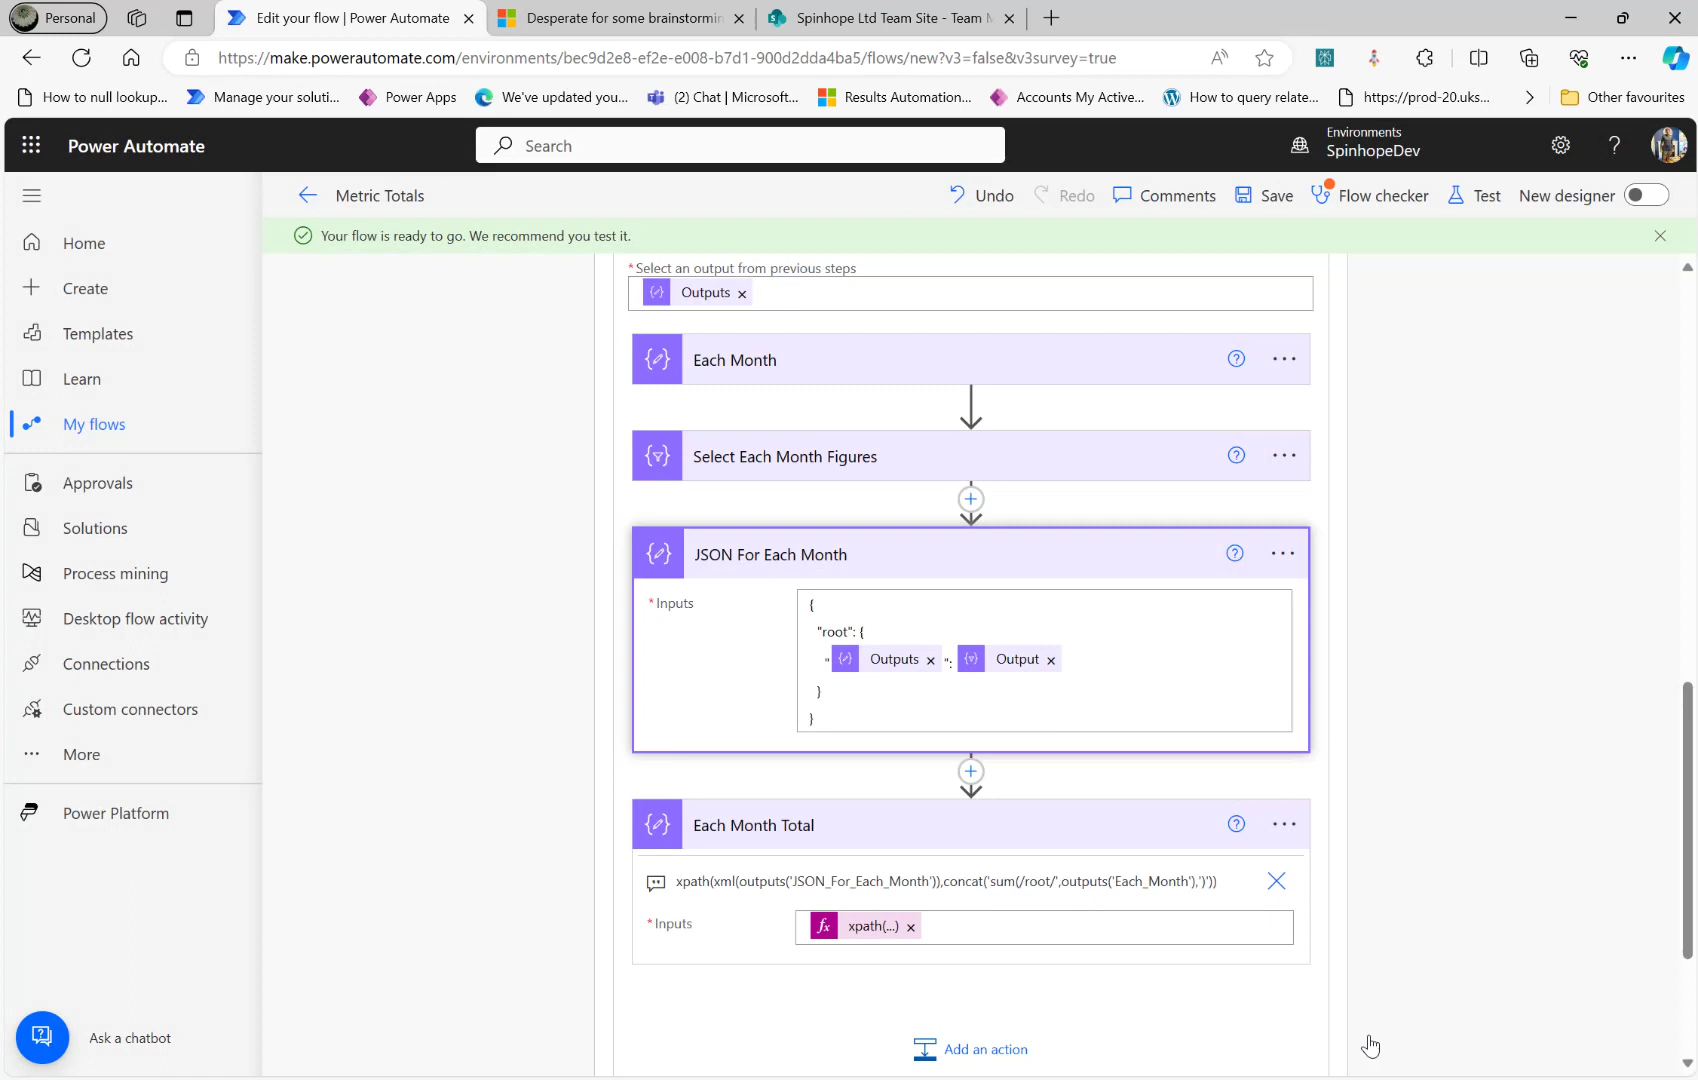 Personal
Edit your flow | Power Automate
Desperate for some brainstormin
Spinhope Ltd Team Site - Team M
https://make.powerautomate.com/environments/bec9d2e8-ef2e-e008-b7d1-900d2dda4ba5/flows/new?v3=false&v3survey=true
How to null lookup...
Manage your soluti...
Power Apps
We've updated you...
(2) Chat | Microsoft...
Results Automation...
Accounts My Active...
How to query relate...
https://prod-20.uks...
Other favourites
Power Automate
Search
Environments
SpinhopeDev
Metric Totals
Undo
Redo
Comments
Save
Flow checker
Test
New designer
Your flow is ready to go. We recommend you test it.
Home
Create
Templates
Learn
My flows
Approvals
Solutions
Process mining
Desktop flow activity
Connections
Custom connectors
More
Power Platform
Ask a chatbot
*Select an output from previous steps
Outputs
Each Month
Select Each Month Figures
JSON For Each Month
*Inputs
{
"root": {
" Outputs ": Output
}
}
Each Month Total
xpath(xml(outputs('JSON_For_Each_Month')),concat('sum(/root/',outputs('Each_Month'),')'))
*Inputs
fx xpath(...)
Add an action